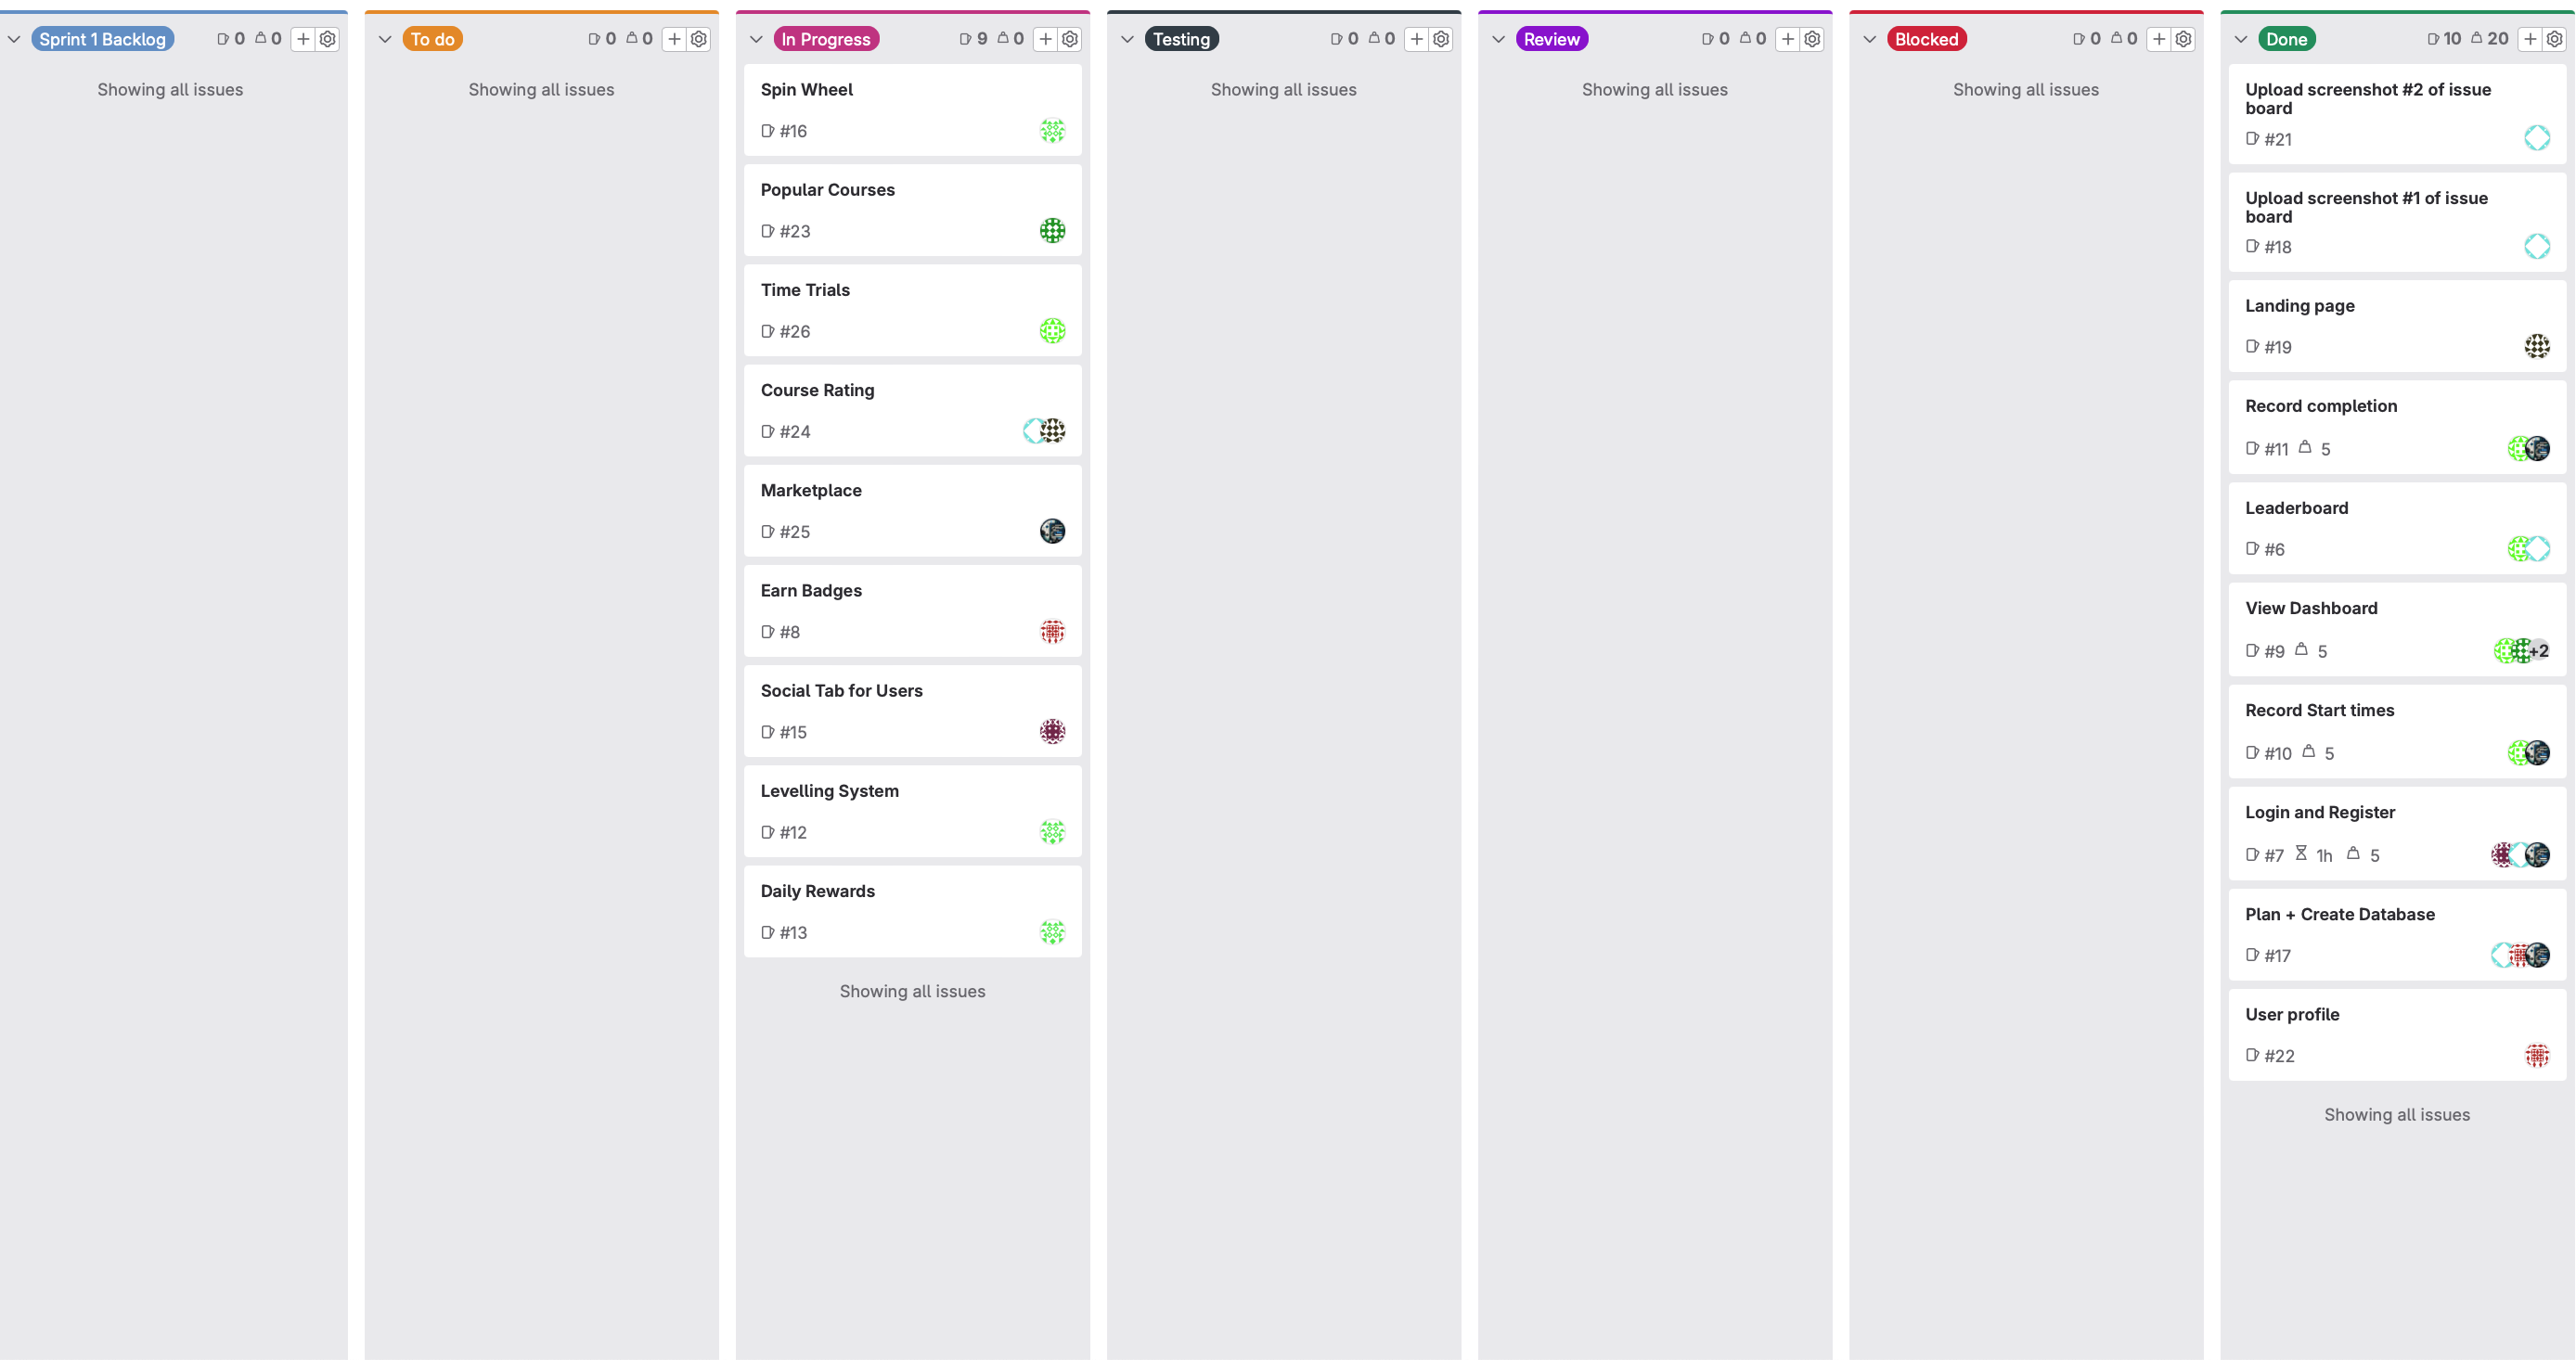 Sprint 1 Backlog 0 0
Showing all issues
To do 0 0
Showing all issues
In Progress 9 0
Spin Wheel
#16
Popular Courses
#23
Time Trials
#26
Course Rating
#24
Marketplace
#25
Earn Badges
#8
Social Tab for Users
#15
Levelling System
#12
Daily Rewards
#13
Showing all issues
Testing 0 0
Showing all issues
Review 0 0
Showing all issues
Blocked 0 0
Showing all issues
Done 10 20
Upload screenshot #2 of issue
board
#21
Upload screenshot #1 of issue
board
#18
Landing page
#19
Record completion
#11 5
Leaderboard
#6
View Dashboard
#9 5 +2
Record Start times
#10 5
Login and Register
#7 1h 5
Plan + Create Database
#17
User profile
#22
Showing all issues